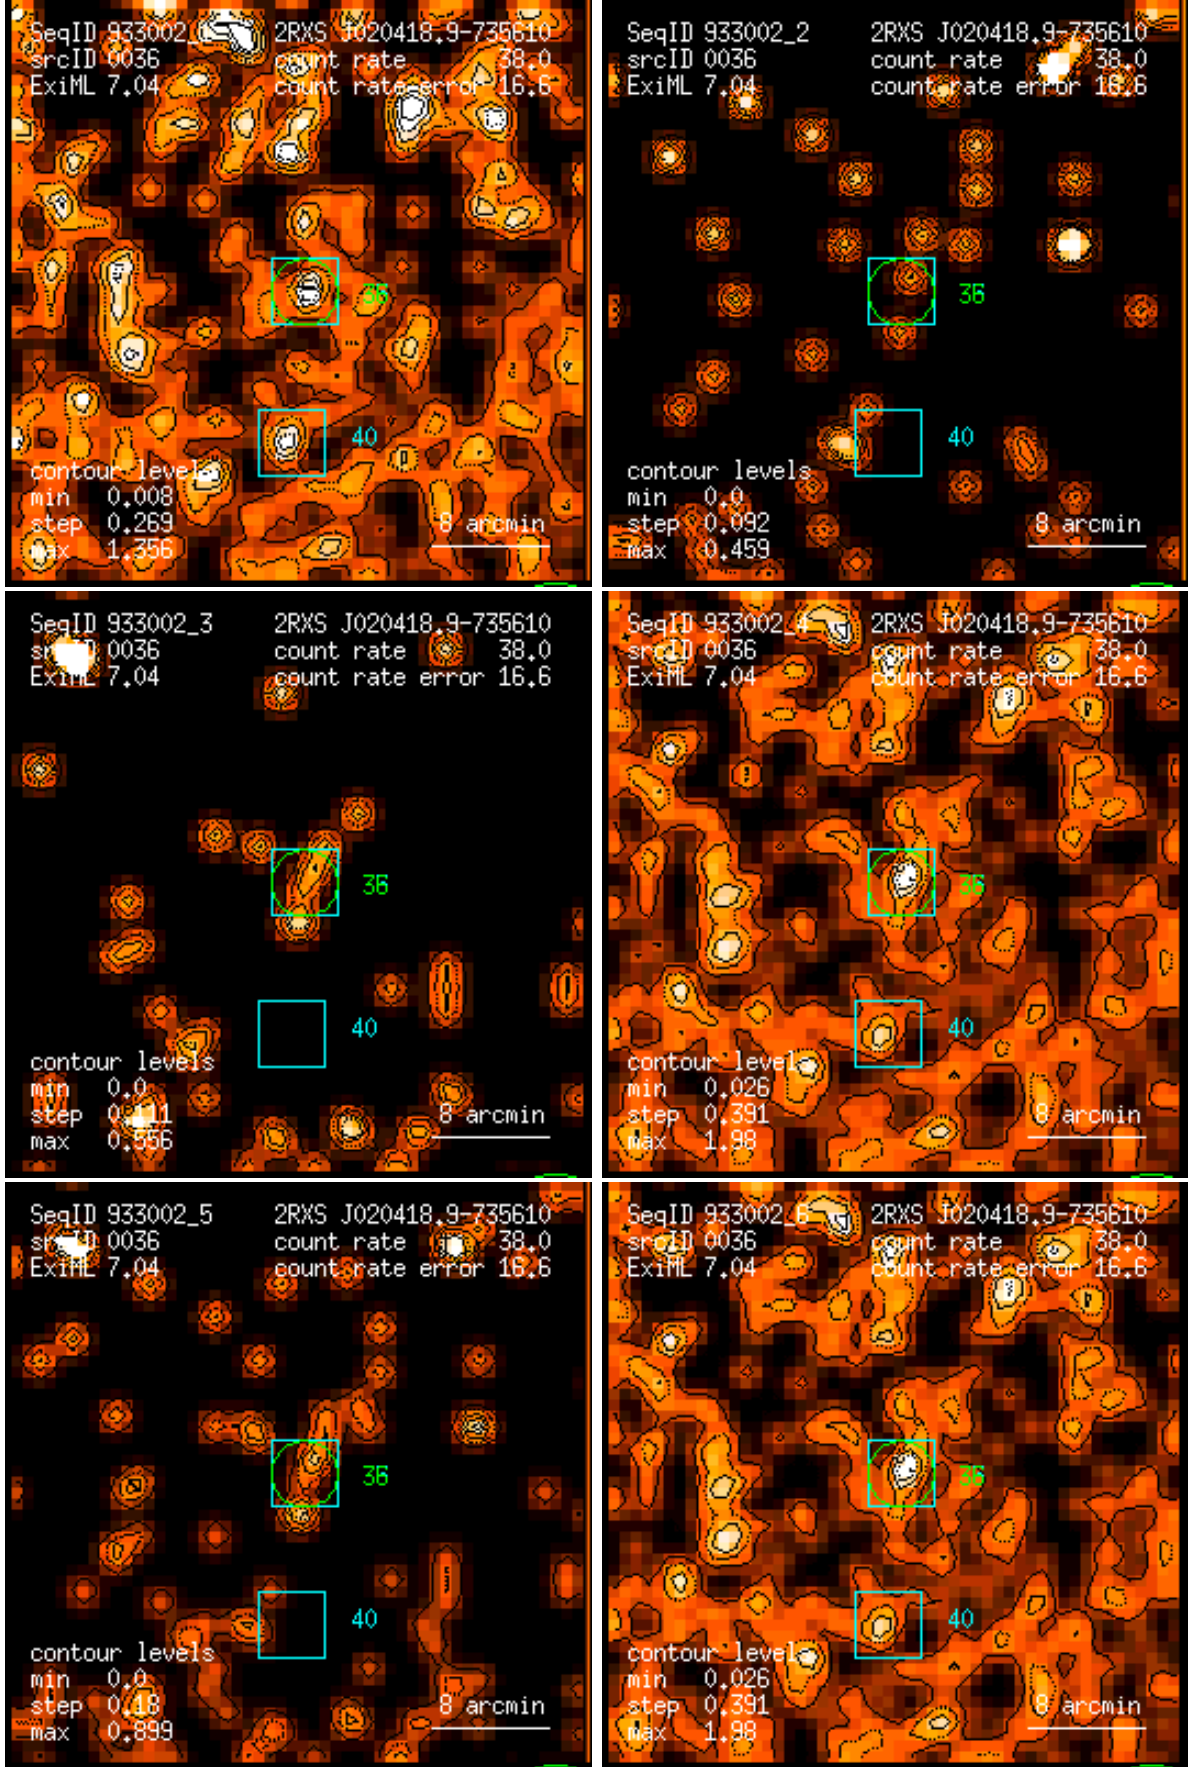 SeqID 933002_ 2RXS J020418.9-735610
srcID 0036 count rate 38.0
ExiML 7.04 count rate error 16.6
36
40
contour levels
min 0.008
step 0.269
max 1.356
8 arcmin
SeqID 933002_2 2RXS J020418.9-735610
srcID 0036 count rate 38.0
ExiML 7.04 count rate error 16.6
36
40
contour levels
min 0.0
step 0.092
max 0.459
8 arcmin
SeqID 933002_3 2RXS J020418.9-735610
srcID 0036 count rate 38.0
ExiML 7.04 count rate error 16.6
36
40
contour levels
min 0.0
step 0.111
max 0.556
8 arcmin
SeqID 933002_4 2RXS J020418.9-735610
srcID 0036 count rate 38.0
ExiML 7.04 count rate error 16.6
36
40
contour levels
min 0.026
step 0.391
max 1.98
8 arcmin
SeqID 933002_5 2RXS J020418.9-735610
srcID 0036 count rate 38.0
ExiML 7.04 count rate error 16.6
36
40
contour levels
min 0.0
step 0.18
max 0.899
8 arcmin
SeqID 933002_6 2RXS J020418.9-735610
srcID 0036 count rate 38.0
ExiML 7.04 count rate error 16.6
36
40
contour levels
min 0.026
step 0.391
max 1.98
8 arcmin